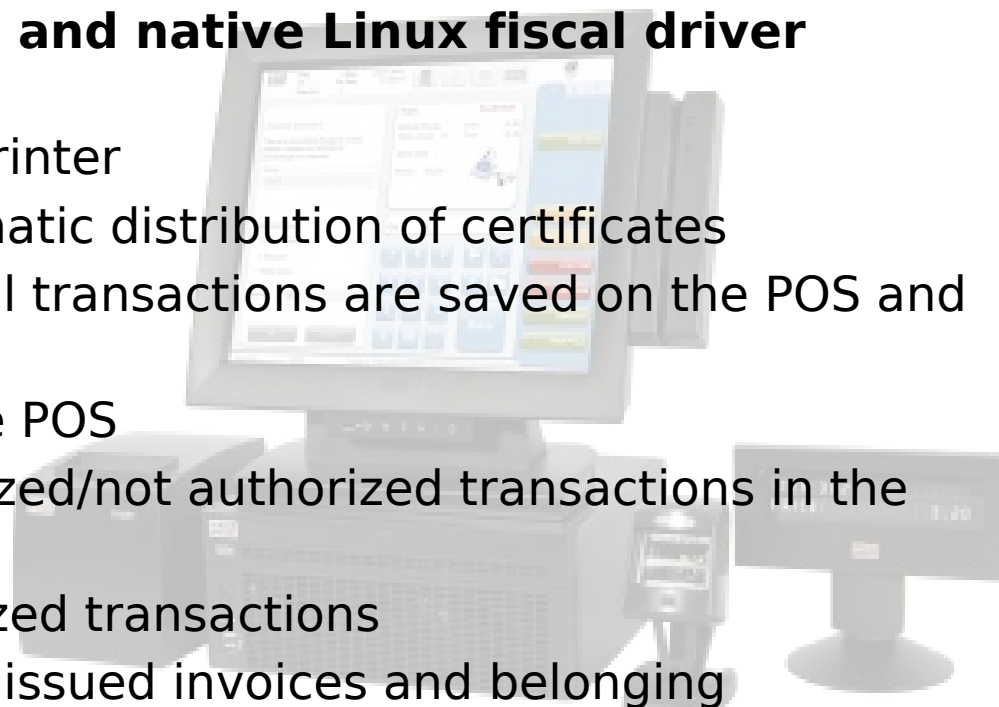 and native Linux fiscal driver
rinter
atic distribution of certificates
l transactions are saved on the POS and
e POS
zed/not authorized transactions in the
zed transactions
issued invoices and belonging